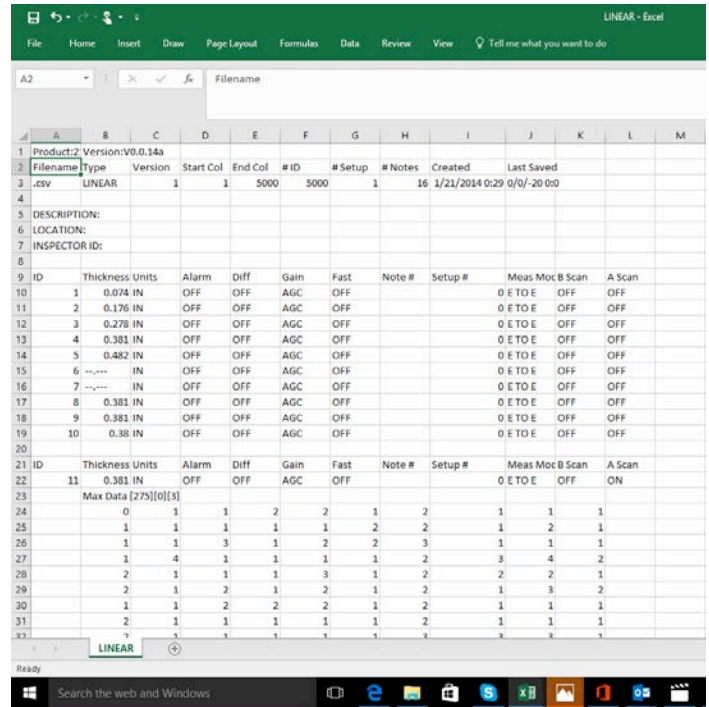 LINEAR - Excel
File Home Insert Draw Page Layout Formulas Data Review View Tell me what you want to do
A2 fx Filename
A B C D E F G H I J K L M
1 Product:2 Version:V0.0.14a
2 Filename Type Version Start Col End Col # ID # Setup # Notes Created Last Saved
3 .csv LINEAR 1 1 5000 5000 1 16 1/21/2014 0:29 0/0/-20 0:0
4
5 DESCRIPTION:
6 LOCATION:
7 INSPECTOR ID:
8
9 ID Thickness Units Alarm Diff Gain Fast Note # Setup # Meas Moc B Scan A Scan
10 1 0.074 IN OFF OFF AGC OFF 0 E TO E OFF OFF
11 2 0.176 IN OFF OFF AGC OFF 0 E TO E OFF OFF
12 3 0.278 IN OFF OFF AGC OFF 0 E TO E OFF OFF
13 4 0.381 IN OFF OFF AGC OFF 0 E TO E OFF OFF
14 5 0.482 IN OFF OFF AGC OFF 0 E TO E OFF OFF
15 6 --.--- IN OFF OFF AGC OFF 0 E TO E OFF OFF
16 7 --.--- IN OFF OFF AGC OFF 0 E TO E OFF OFF
17 8 0.381 IN OFF OFF AGC OFF 0 E TO E OFF OFF
18 9 0.381 IN OFF OFF AGC OFF 0 E TO E OFF OFF
19 10 0.38 IN OFF OFF AGC OFF 0 E TO E OFF OFF
20
21 ID Thickness Units Alarm Diff Gain Fast Note # Setup # Meas Moc B Scan A Scan
22 11 0.381 IN OFF OFF AGC OFF 0 E TO E OFF ON
23 Max Data [275][0][3]
24 0 1 1 2 2 1 2 1 1 1
25 1 1 1 1 1 2 2 1 2 1
26 1 1 3 1 2 2 3 1 1 1
27 1 4 1 1 1 1 2 3 4 2
28 2 1 1 1 3 1 2 2 2 1
29 2 1 2 1 2 1 2 1 3 2
30 1 1 2 2 2 1 2 1 1 1
31 2 1 1 1 1 1 2 1 1 1
LINEAR
Ready
Search the web and Windows